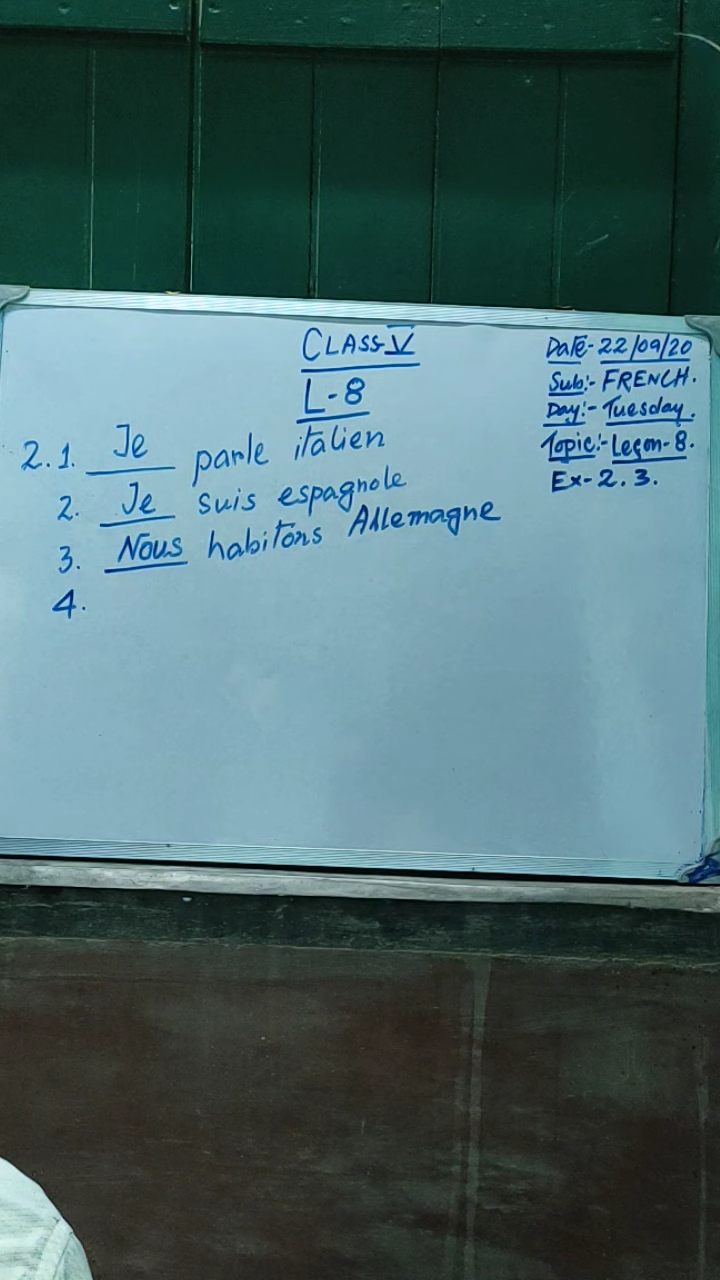 CLASS-V
L-8
Date:- 22/09/20
Sub:- FRENCH.
Day:- Tuesday.
Topic:- Leçon-8.
Ex- 2.3.
2.1. Je parle italien
2. Je suis espagnole
3. Nous habitons Allemagne
4.